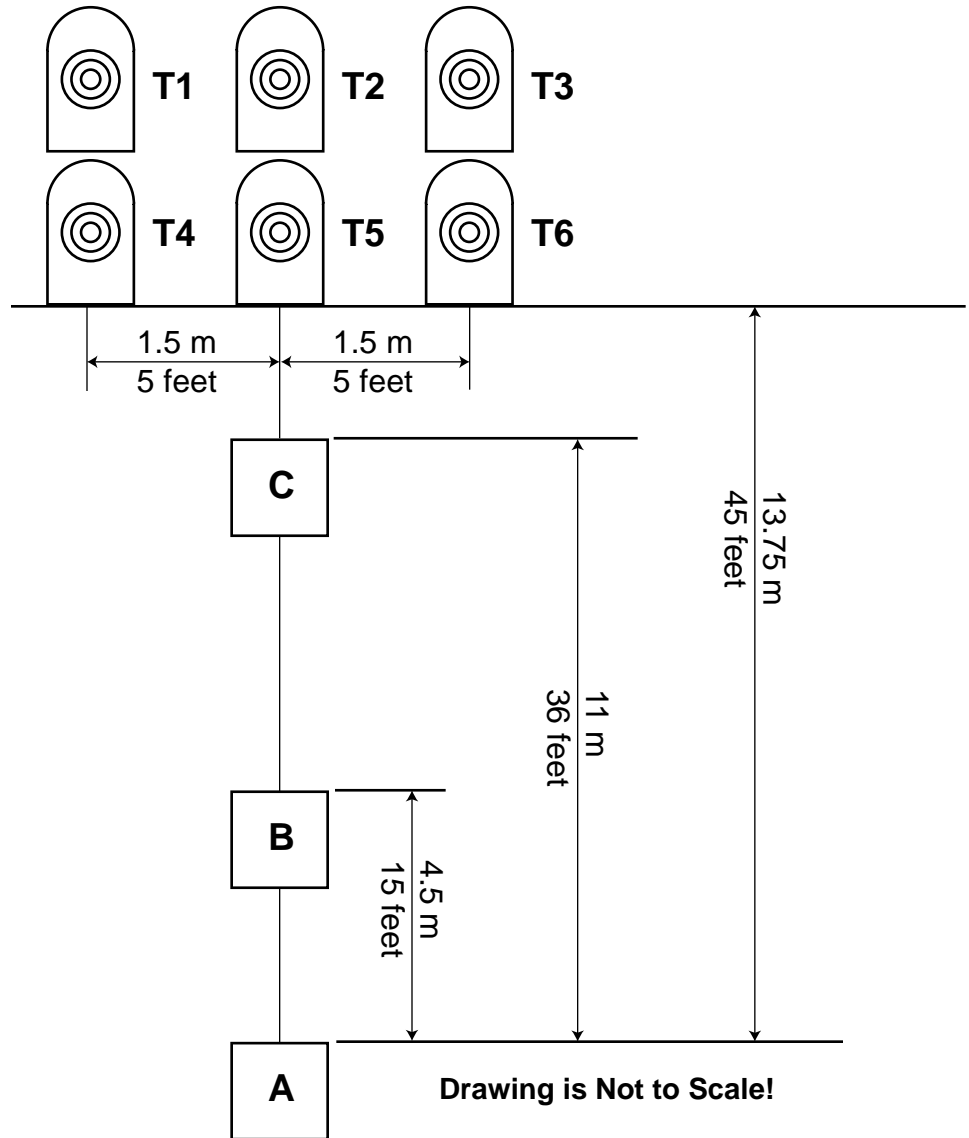 T1 T2 T3
T4 T5 T6
1.5 m 1.5 m
5 feet 5 feet
C
13.75 m
45 feet
11 m
36 feet
B
4.5 m
15 feet
A
Drawing is Not to Scale!